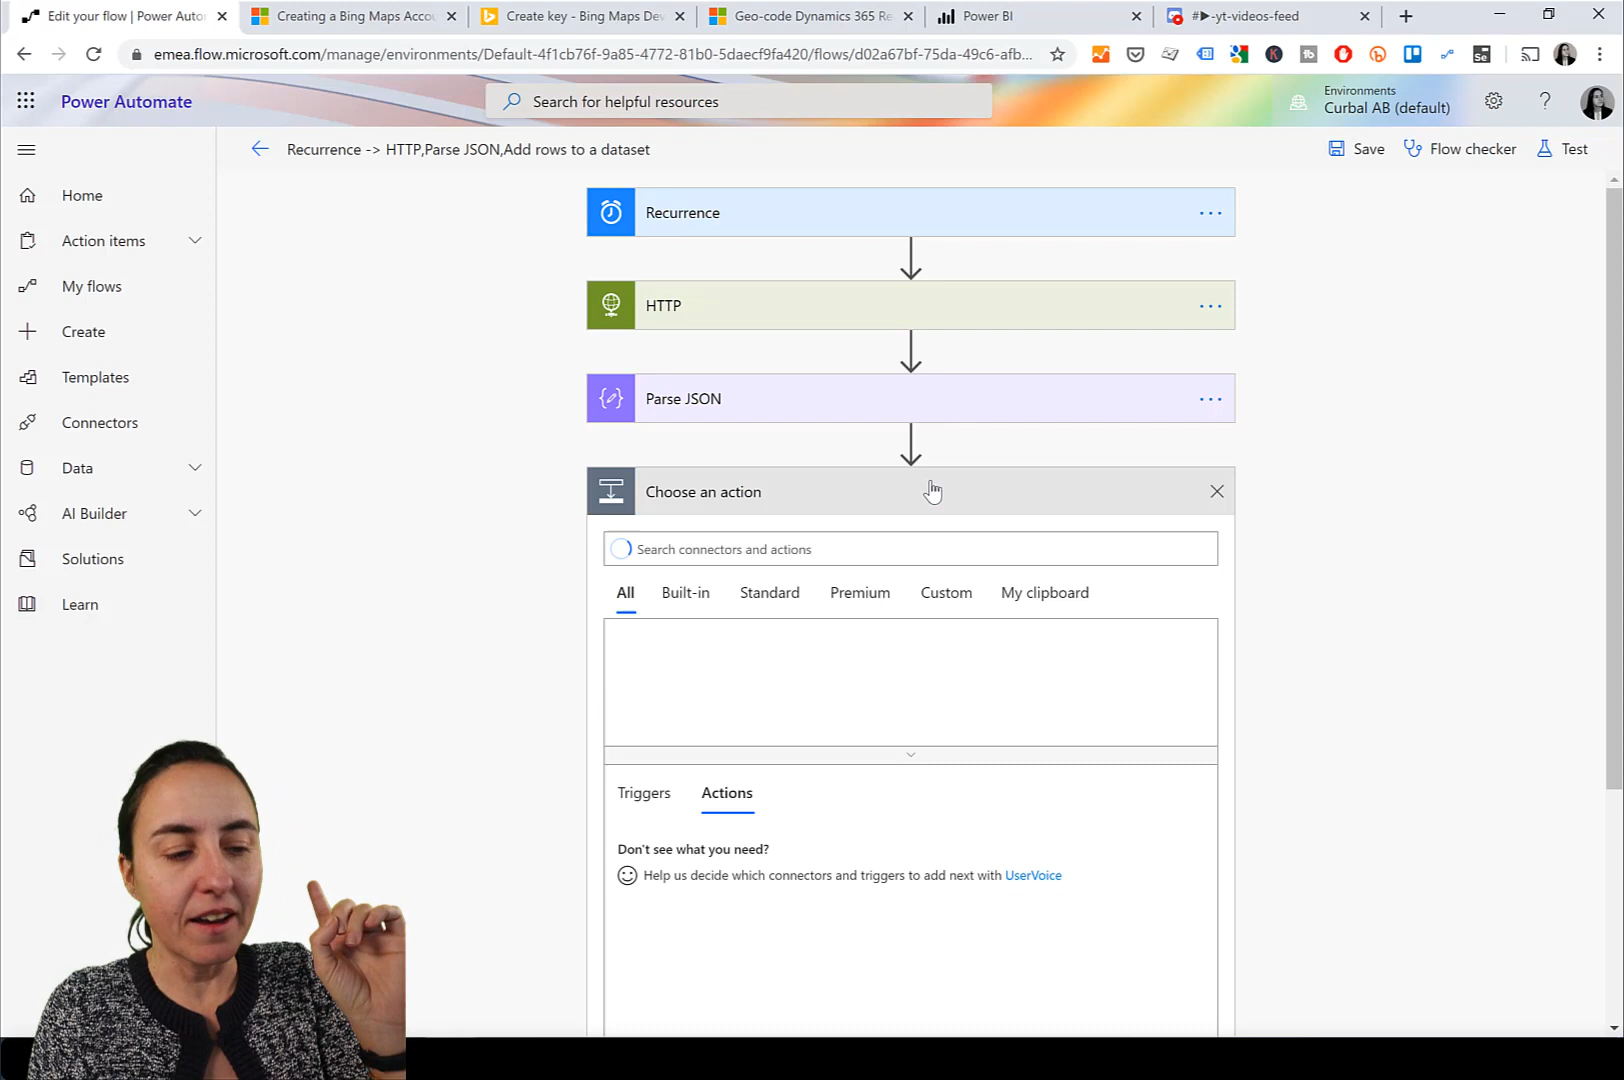 Edit your flow | Power Autor
Creating a Bing Maps Accou
Create key - Bing Maps Dev
Geo-code Dynamics 365 Re
Power BI
#▶-yt-videos-feed
emea.flow.microsoft.com/manage/environments/Default-4f1cb76f-9a85-4772-81b0-5daecf9fa420/flows/d02a67bf-75da-49c6-afb...
Power Automate
Search for helpful resources
Environments
Curbal AB (default)
Recurrence -> HTTP,Parse JSON,Add rows to a dataset
Save
Flow checker
Test
Home
Action items
My flows
Create
Templates
Connectors
Data
AI Builder
Solutions
Learn
Recurrence
HTTP
Parse JSON
Choose an action
Search connectors and actions
All Built-in Standard Premium Custom My clipboard
Triggers Actions
Don't see what you need?
Help us decide which connectors and triggers to add next with UserVoice